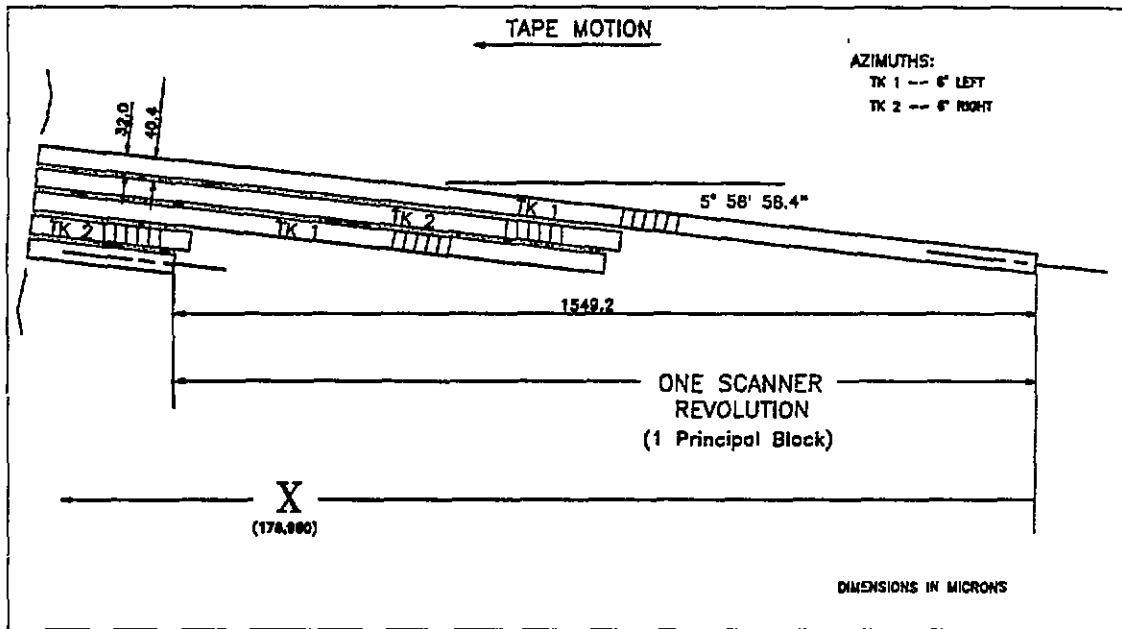 TAPE MOTION
AZIMUTHS:
TK 1 -- 6° LEFT
TK 2 -- 6° RIGHT
32.0
40.4
5° 58' 58.4"
TK 1
TK 2
TK 1
TK 2
1549.2
ONE SCANNER
REVOLUTION
(1 Principal Block)
X
DIMENSIONS IN MICRONS